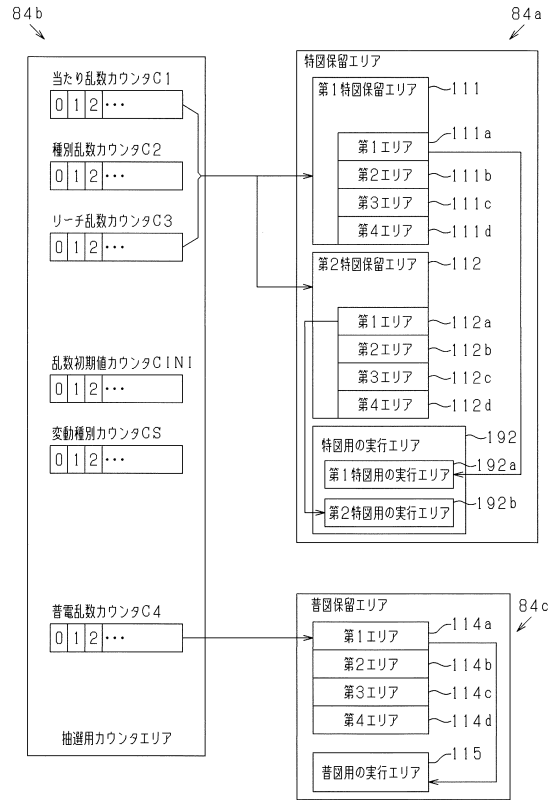 84b
当たり乱数カウンタC1
0 1 2 ･･･
種別乱数カウンタC2
0 1 2 ･･･
リーチ乱数カウンタC3
0 1 2 ･･･
乱数初期値カウンタCINI
0 1 2 ･･･
変動種別カウンタCS
0 1 2 ･･･
普電乱数カウンタC4
0 1 2 ･･･
抽選用カウンタエリア
84a
特図保留エリア
第1特図保留エリア 111
第1エリア 111a
第2エリア 111b
第3エリア 111c
第4エリア 111d
第2特図保留エリア 112
第1エリア 112a
第2エリア 112b
第3エリア 112c
第4エリア 112d
特図用の実行エリア 192
第1特図用の実行エリア 192a
第2特図用の実行エリア 192b
84c
普図保留エリア
第1エリア 114a
第2エリア 114b
第3エリア 114c
第4エリア 114d
普図用の実行エリア 115